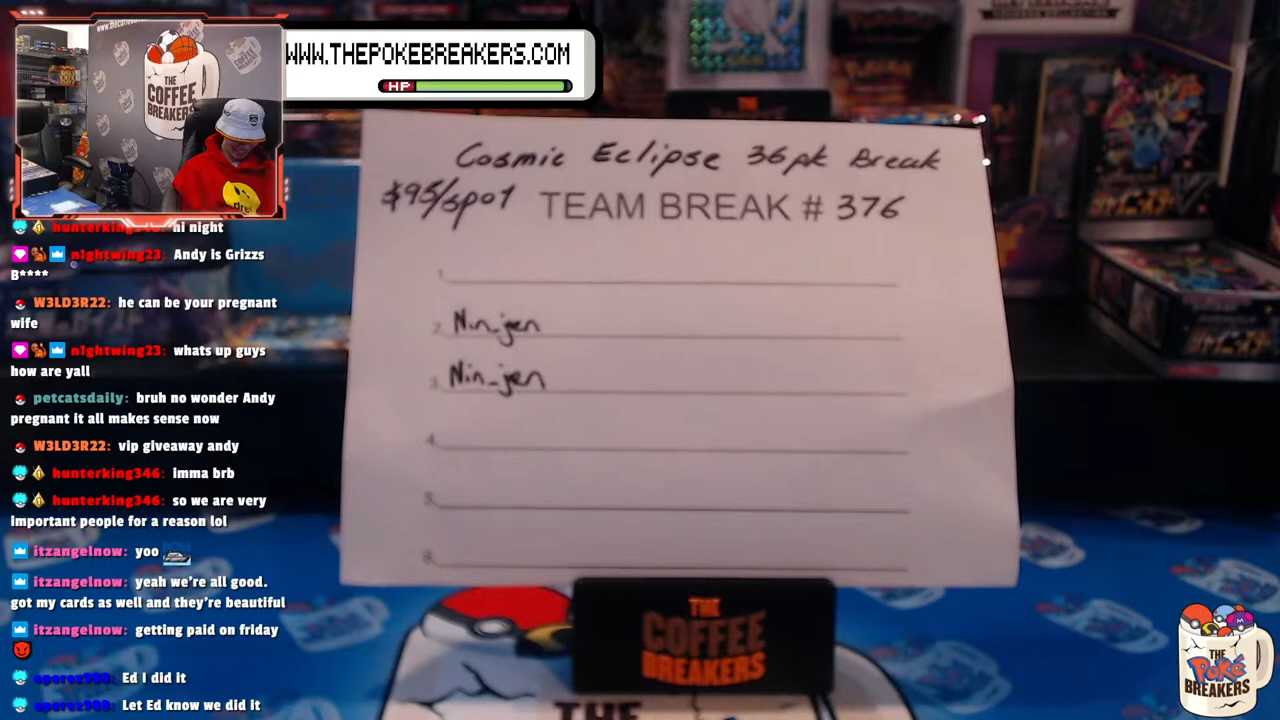 WWW.THEPOKEBREAKERS.COM
HP
THE
COFFEE
BREAKERS
Cosmic Eclipse 36pk Break
$95/spot TEAM BREAK # 376
1.
2. Nin_jen
3. Nin_jen
4.
5.
6.
hi night
n1ghtwing23: Andy is Grizzs
B****
W3LD3R22: he can be your pregnant
wife
n1ghtwing23: whats up guys
how are yall
petcatsdaily: bruh no wonder Andy
pregnant it all makes sense now
W3LD3R22: vip giveaway andy
hunterking346: imma brb
hunterking346: so we are very
important people for a reason lol
itzangelnow: yoo
itzangelnow: yeah we're all good.
got my cards as well and they're beautiful
itzangelnow: getting paid on friday
Ed I did it
Let Ed know we did it
THE
COFFEE
BREAKERS
THE
THE
Poké
BREAKERS